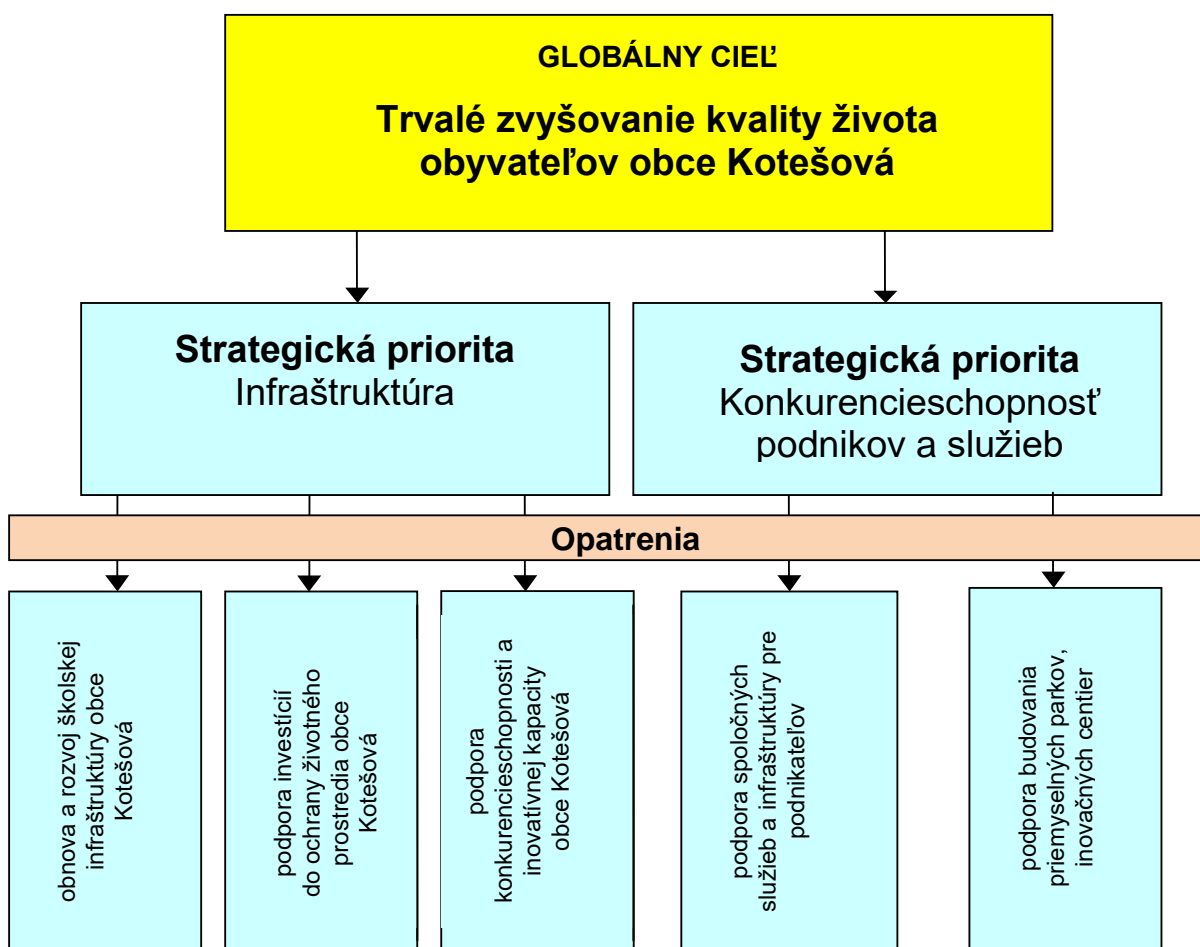 GLOBÁLNY CIEĽ
Trvalé zvyšovanie kvality života
obyvateľov obce Kotešová
Strategická priorita
Infraštruktúra
Strategická priorita
Konkurencieschopnosť
podnikov a služieb
Opatrenia
obnova a rozvoj školskej
infraštruktúry obce
Kotešová
podpora investícií
do ochrany životného
prostredia obce
Kotešová
podpora
konkurencieschopnosti a
inovatívnej kapacity
obce Kotešová
podpora spoločných
služieb a infraštruktúry pre
podnikateľov
podpora budovania
priemyselných parkov,
inovačných centier